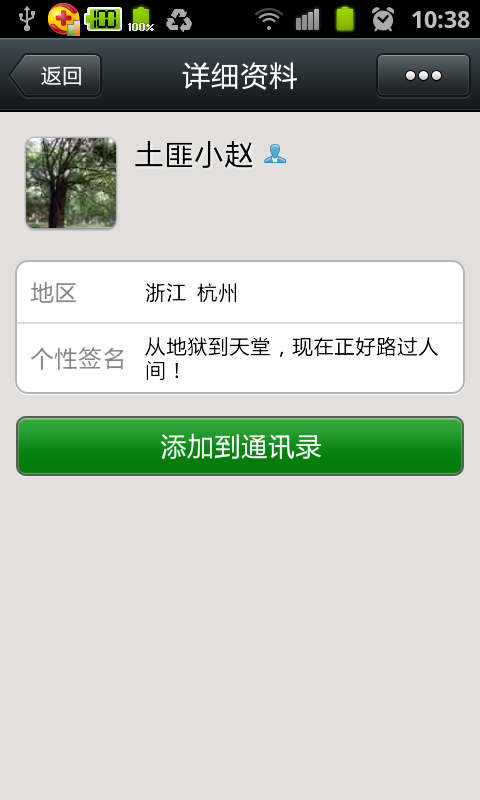 100%
10:38
返回
详细资料
土匪小赵
地区
浙江 杭州
个性签名
从地狱到天堂，现在正好路过人
间！
添加到通讯录